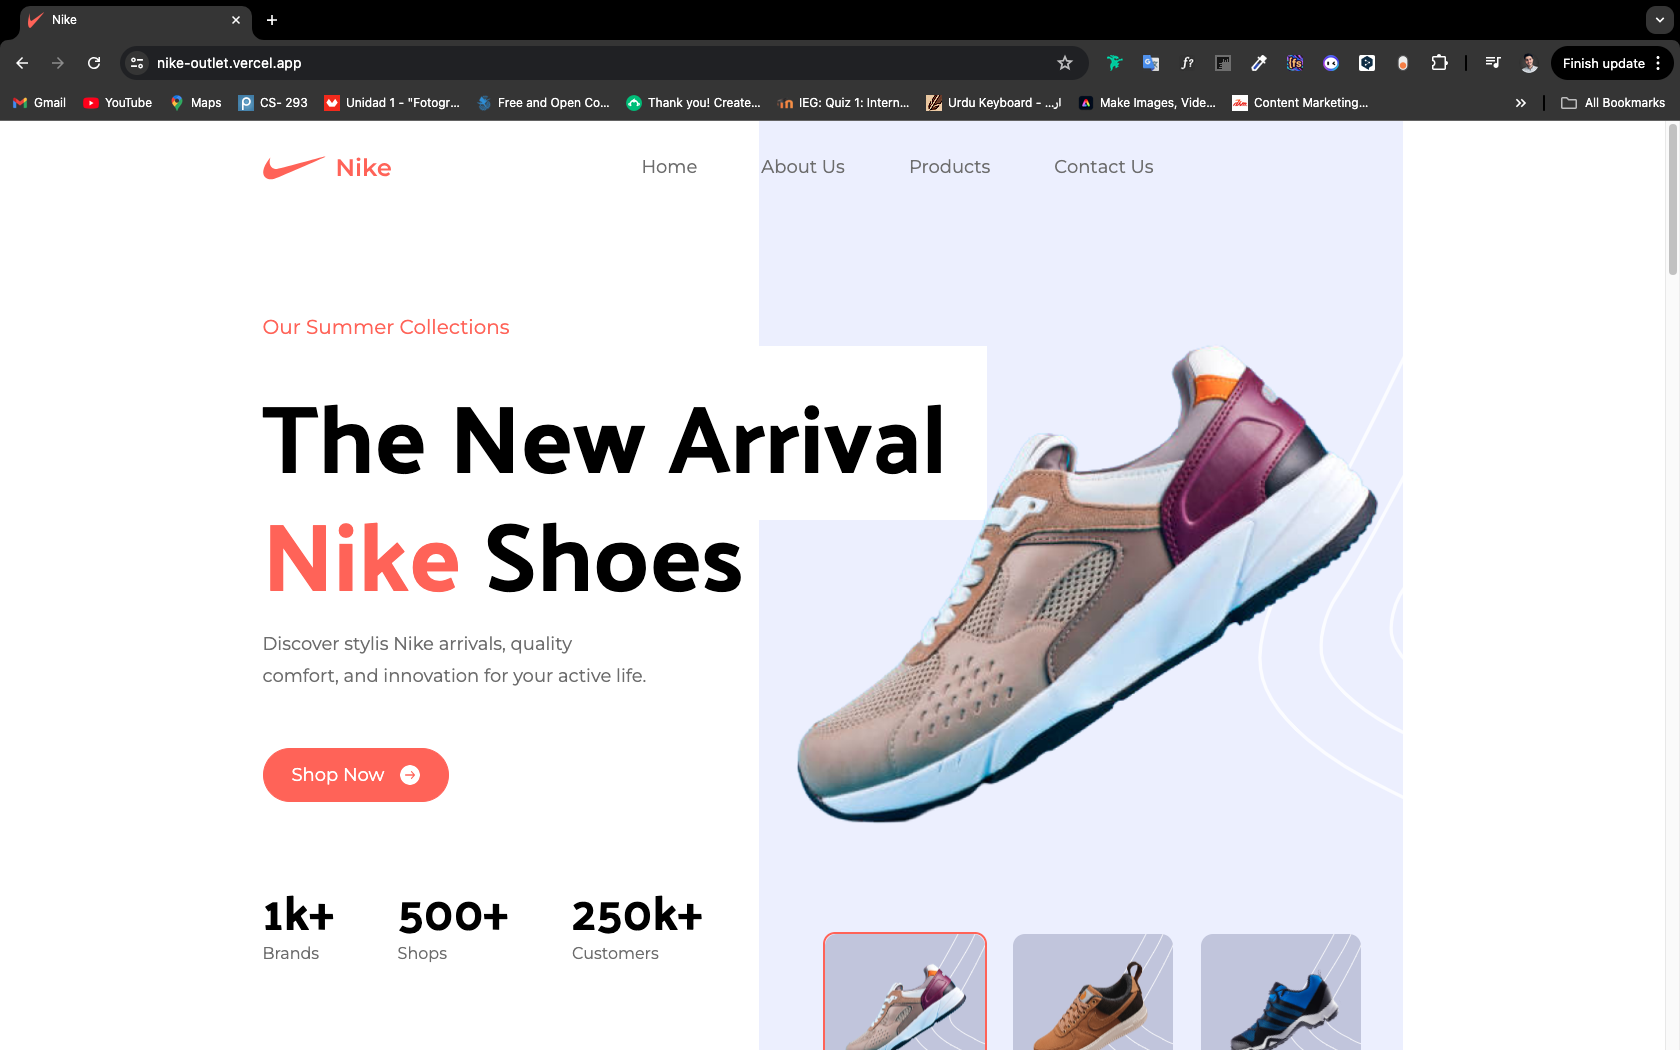 Nike
nike-outlet.vercel.app
Finish update
Gmail
YouTube
Maps
CS- 293
Unidad 1 - "Fotogr...
Free and Open Co...
Thank you! Create...
IEG: Quiz 1: Intern...
Urdu Keyboard - ...ار
Make Images, Vide...
Content Marketing...
All Bookmarks
Nike
Home
About Us
Products
Contact Us
Our Summer Collections
The New Arrival
Nike Shoes
Discover stylis Nike arrivals, quality
comfort, and innovation for your active life.
Shop Now
1k+
Brands
500+
Shops
250k+
Customers